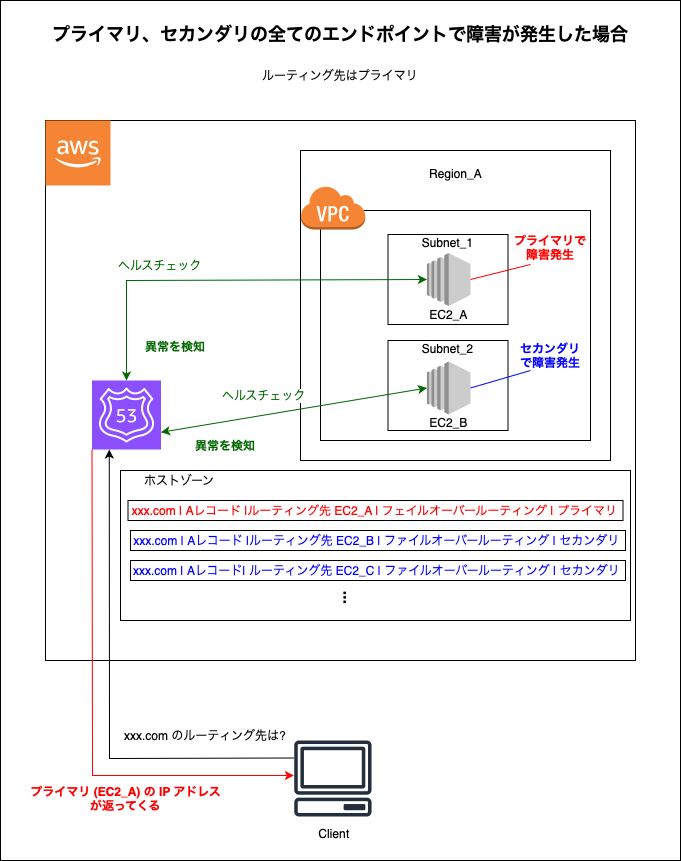 プライマリ、セカンダリの全てのエンドポイントで障害が発生した場合
ルーティング先はプライマリ
aws
Region_A
VPC
Subnet_1
プライマリで
障害発生
ヘルスチェック
EC2_A
異常を検知
Subnet_2
セカンダリ
で障害発生
53
ヘルスチェック
EC2_B
異常を検知
ホストゾーン
xxx.com | Aレコード |ルーティング先 EC2_A | フェイルオーバールーティング | プライマリ
xxx.com | Aレコード |ルーティング先 EC2_B | ファイルオーバールーティング | セカンダリ
xxx.com | Aレコード| ルーティング先 EC2_C | ファイルオーバールーティング | セカンダリ
⋮
xxx.com のルーティング先は?
プライマリ (EC2_A) の IP アドレス
が返ってくる
Client